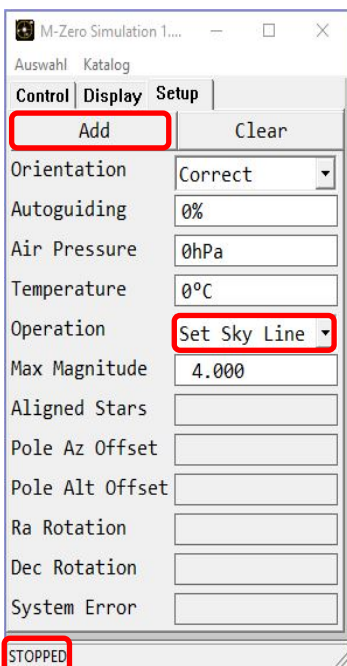 M-Zero Simulation 1....
Auswahl Katalog
Control Display Setup
Add Clear
Orientation Correct
Autoguiding 0%
Air Pressure 0hPa
Temperature 0ºC
Operation Set Sky Line
Max Magnitude 4.000
Aligned Stars
Pole Az Offset
Pole Alt Offset
Ra Rotation
Dec Rotation
System Error
STOPPED